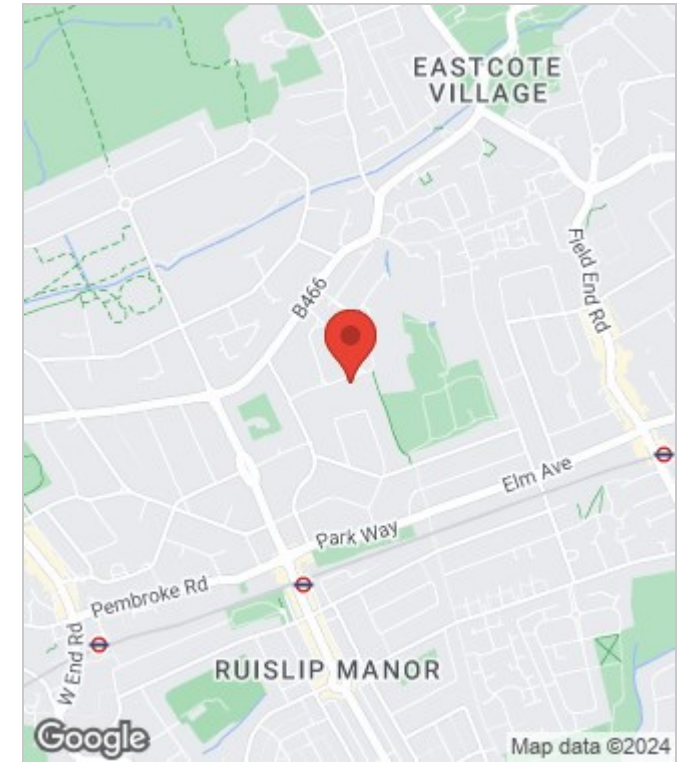 EASTCOTE
VILLAGE
Field End Rd
B466
Elm Ave
Park Way
Pembroke Rd
W End Rd
RUISLIP MANOR
Google
Map data ©2024